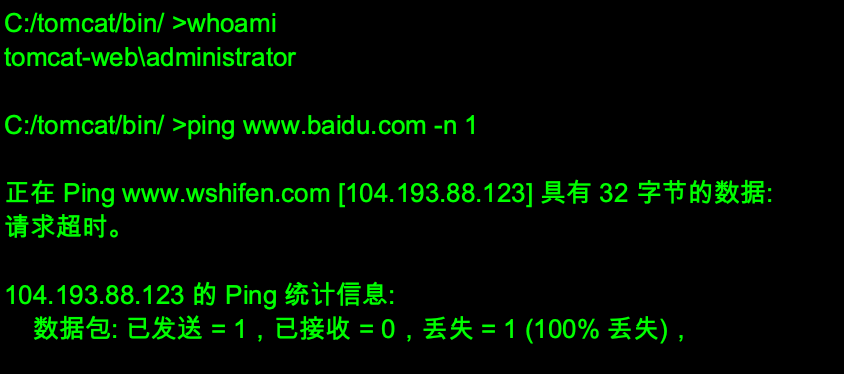 C:/tomcat/bin/ >whoami
tomcat-web\administrator
C:/tomcat/bin/ >ping www.baidu.com -n 1
正在 Ping www.wshifen.com [104.193.88.123] 具有 32 字节的数据:
请求超时。
104.193.88.123 的 Ping 统计信息:
数据包: 已发送 = 1，已接收 = 0，丢失 = 1 (100% 丢失)，